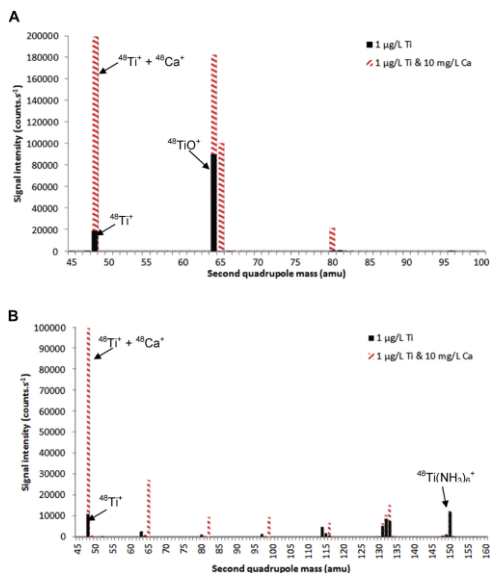 A
Signal intensity (counts.s⁻¹)
200000
180000
160000
140000
120000
100000
80000
60000
40000
20000
0
⁴⁸Ti⁺ + ⁴⁸Ca⁺
⁴⁸TiO⁺
⁴⁸Ti⁺
1 µg/L Ti
1 µg/L Ti & 10 mg/L Ca
45 50 55 60 65 70 75 80 85 90 95 100
Second quadrupole mass (amu)
B
Signal intensity (counts.s⁻¹)
100000
90000
80000
70000
60000
50000
40000
30000
20000
10000
0
⁴⁸Ti⁺ + ⁴⁸Ca⁺
⁴⁸Ti⁺
1 µg/L Ti
1 µg/L Ti & 10 mg/L Ca
⁴⁸Ti(NH₃)₆⁺
45 50 55 60 65 70 75 80 85 90 95 100 105 110 115 120 125 130 135 140 145 150 155 160
Second quadrupole mass (amu)